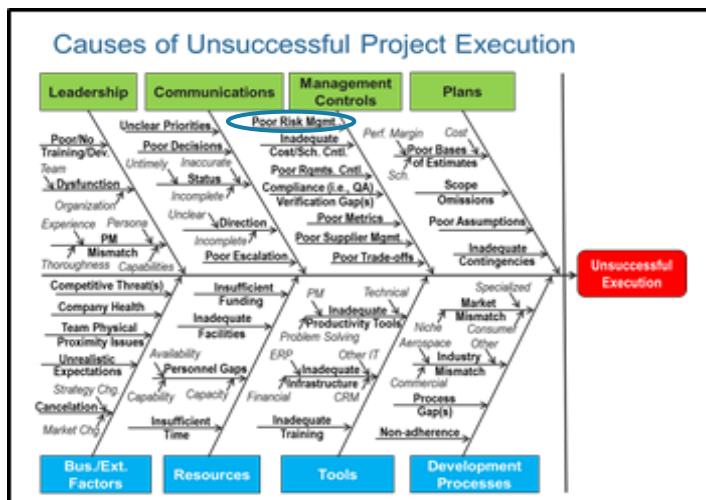 Causes of Unsuccessful Project Execution
Leadership
Communications
Management
Controls
Plans
Poor/No
Training/Dev.
Team
Dysfunction
Organization
Experience
Persona
PM
Mismatch
Thoroughness
Capabilities
Unclear Priorities
Poor Decisions
Untimely
Inaccurate
Status
Incomplete
Unclear
Direction
Incomplete
Poor Escalation
Poor Risk Mgmt.
Inadequate
Cost/Sch. Cntl.
Poor Rqmts. Cntl.
Compliance (i.e., QA)
Verification Gap(s)
Poor Metrics
Poor Supplier Mgmt.
Poor Trade-offs
Perf. Margin
Cost
Poor Bases
of Estimates
Sch.
Scope
Omissions
Poor Assumptions
Inadequate
Contingencies
Unsuccessful
Execution
Competitive Threat(s)
Company Health
Team Physical
Proximity Issues
Unrealistic
Expectations
Strategy Chg.
Cancelation
Market Chg.
Insufficient
Funding
Inadequate
Facilities
Availability
Personnel Gaps
Capability
Capacity
Insufficient
Time
PM
Technical
Inadequate
Productivity Tools
Problem Solving
ERP
Other IT
Inadequate
Infrastructure
Financial
CRM
Inadequate
Training
Specialized
Market
Mismatch
Niche
Consumer
Aerospace
Other
Industry
Mismatch
Commercial
Process
Gap(s)
Non-adherence
Bus./Ext.
Factors
Resources
Tools
Development
Processes